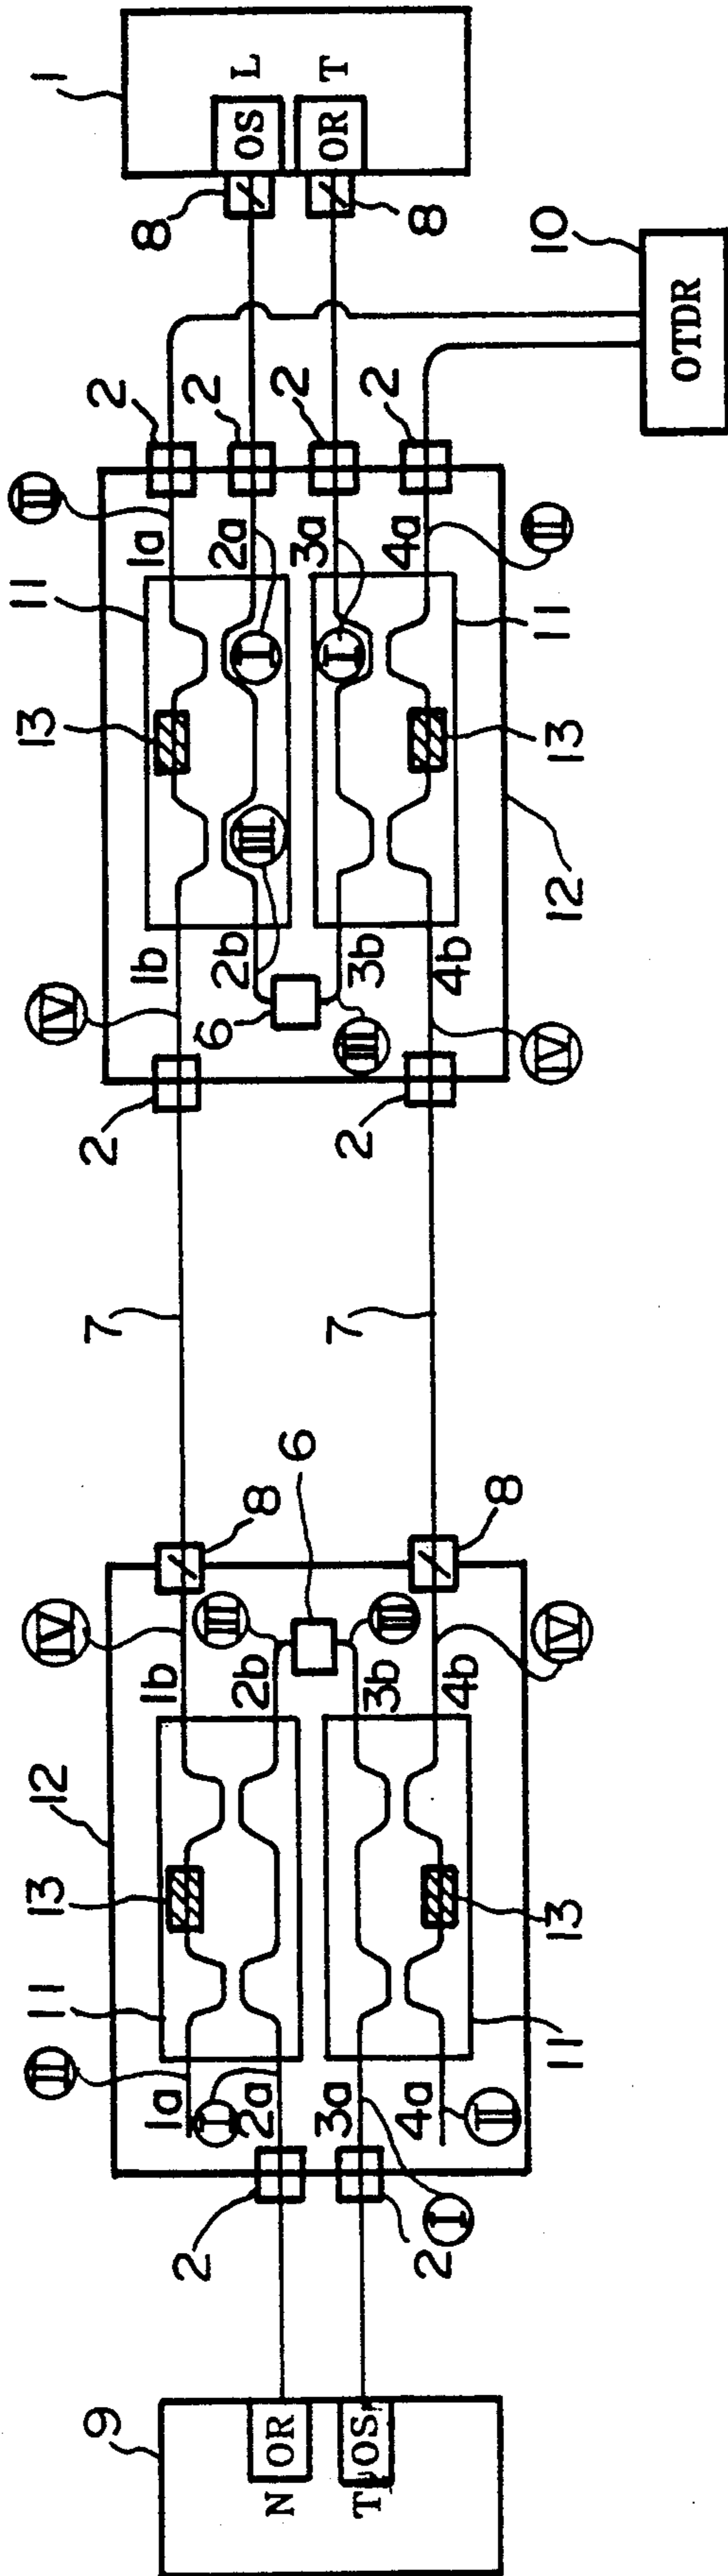 9 II 11 13 12 IV 8 7 2 IV 11 13 II 2 8 1
1a 1b 1b 1a
I III III I 2
2a 2b 6 6 2b 2a
2 N OR OS L
T OS OR T
3a 3b 3b 3a 2
I III III I 8
2 4a 4b 7 4b 4a 2
II 11 13 IV 8 2 IV 12 13 11 II
10
OTDR